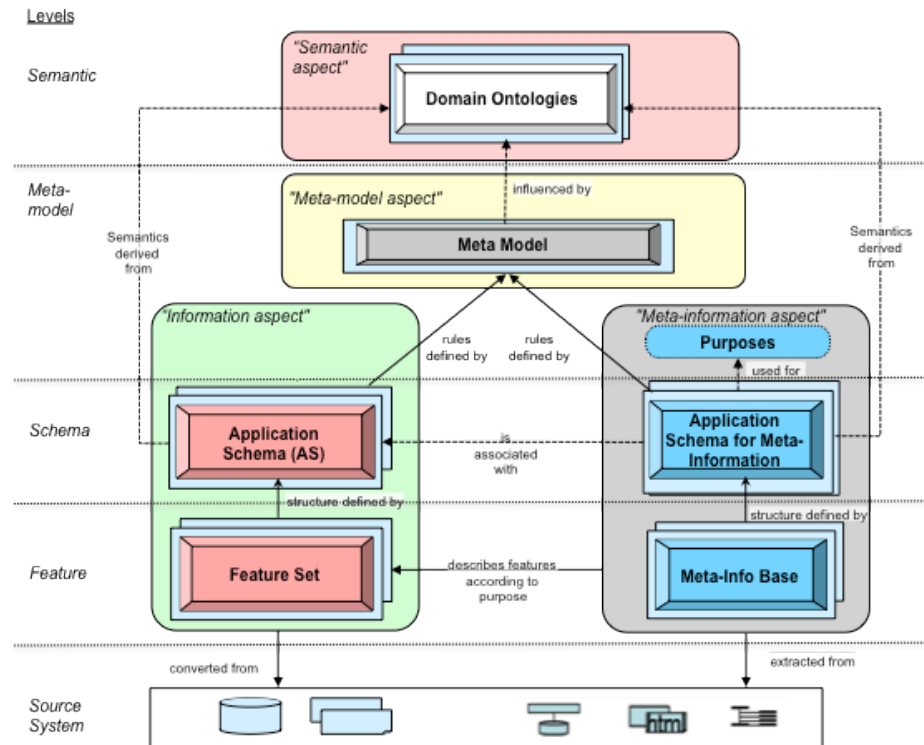 Levels
Semantic
"Semantic
aspect"
Domain Ontologies
Meta-
model
influenced by
"Meta-model aspect"
Meta Model
Semantics
derived
from
Semantics
derived
from
"Information aspect"
"Meta-information aspect"
rules
defined by
rules
defined by
Purposes
used for
Schema
Application
Schema (AS)
is
associated
with
Application
Schema for Meta-
Information
structure defined by
structure defined by
Feature
Feature Set
describes features
according to
purpose
Meta-Info Base
converted from
extracted from
Source
System
html